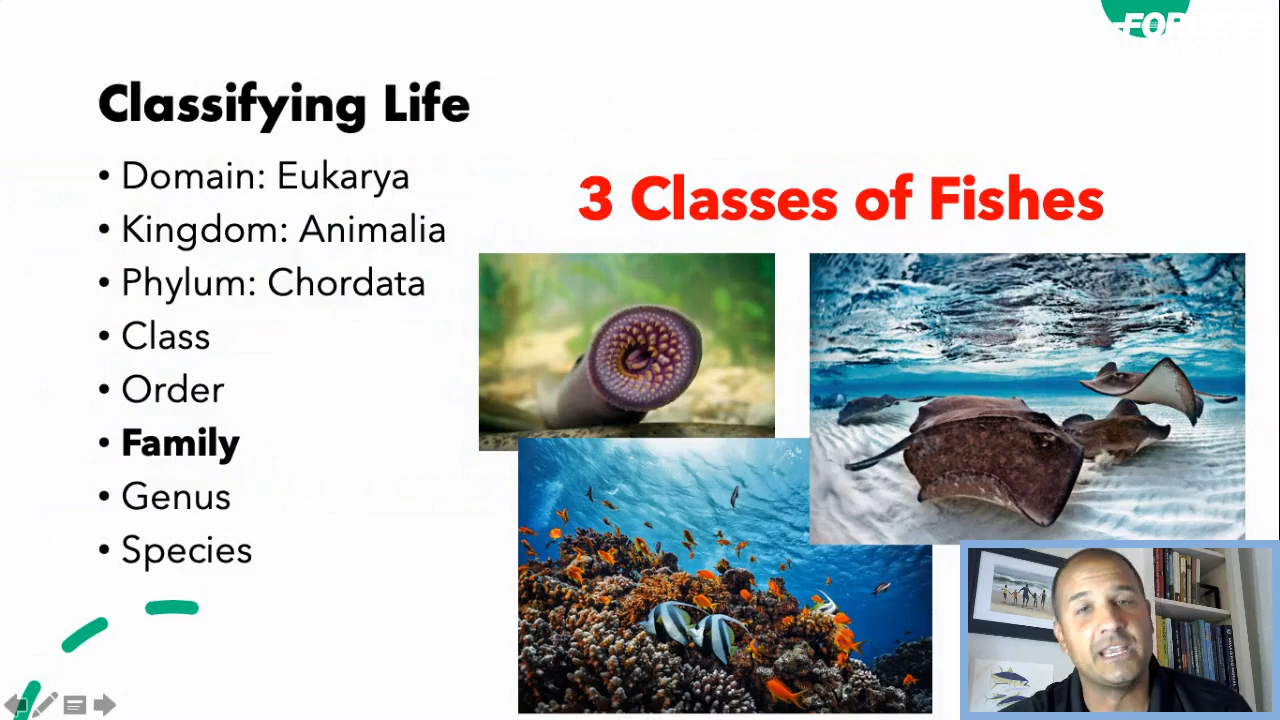 Classifying Life
• Domain: Eukarya
• Kingdom: Animalia
• Phylum: Chordata
• Class
• Order
• Family
• Genus
• Species
3 Classes of Fishes